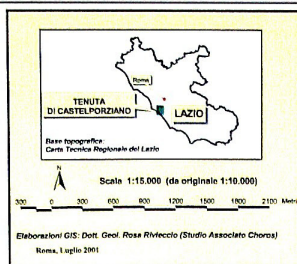 Roma
TENUTA
DI CASTELPORZIANO
LAZIO
Base topografica:
Carta Tecnica Regionale del Lazio
N
Scala 1:15.000 (da originale 1:10.000)
300 0 300 600 900 1200 1500 1800 2100 Metri
Elaborazioni GIS: Dott. Geol. Rosa Rivieccio (Studio Associato Choros)
Roma, Luglio 2001